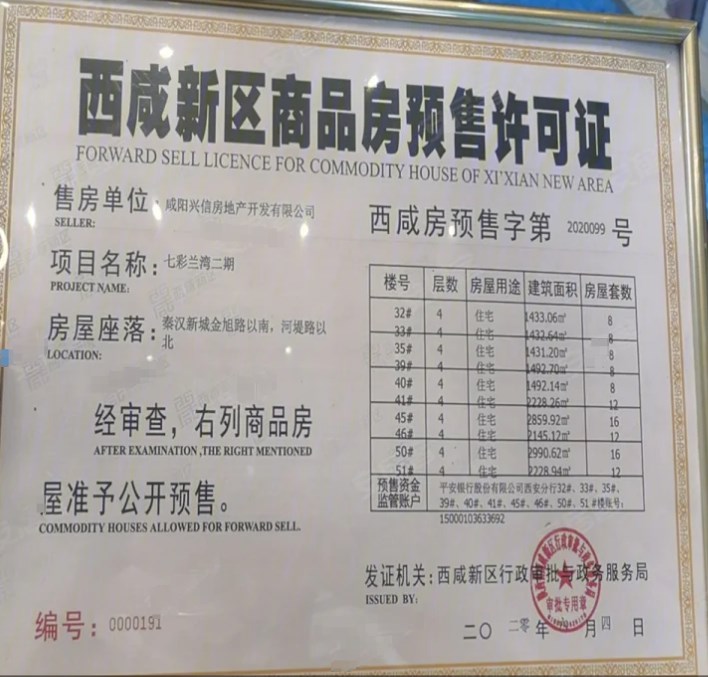 西咸新区商品房预售许可证
FORWARD SELL LICENCE FOR COMMODITY HOUSE OF XI'XIAN NEW AREA
售房单位：咸阳兴信房地产开发有限公司
SELLER:
项目名称：七彩兰湾二期
PROJECT NAME:
房屋座落：秦汉新城金旭路以南，河堤路以
北
LOCATION:
经审查，右列商品房
AFTER EXAMINATION ,THE RIGHT MENTIONED
屋准予公开预售。
COMMODITY HOUSES ALLOWED FOR FORWARD SELL.
编号：0000191
西咸房预售字第 2020099 号
楼号 层数 房屋用途 建筑面积 房屋套数
32# 4 住宅 1433.06㎡ 8
33# 4 住宅 1432.64㎡ 8
35# 4 住宅 1431.20㎡ 8
39# 4 住宅 1492.70㎡ 8
40# 4 住宅 1492.14㎡ 8
41# 4 住宅 2228.26㎡ 12
45# 4 住宅 2859.92㎡ 16
46# 4 住宅 2145.12㎡ 12
50# 4 住宅 2990.62㎡ 16
51# 4 住宅 2228.94㎡ 12
预售资金
监管账户
平安银行股份有限公司西安分行32#、33#、35#、
39#、40#、41#、45#、46#、50#、51#楼账号：
15000103633692
发证机关：西咸新区行政审批与政务服务局
ISSUED BY:
审批专用章
二〇二零年 月四日